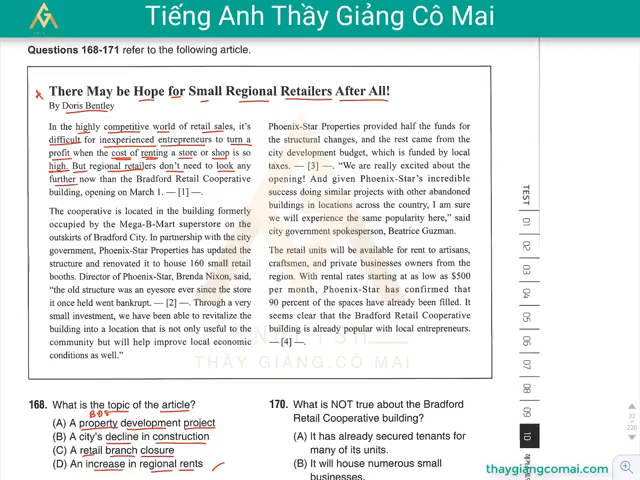 Tiếng Anh Thầy Giảng Cô Mai
Questions 168-171 refer to the following article.
There May be Hope for Small Regional Retailers After All!
By Doris Bentley
In the highly competitive world of retail sales, it's
difficult for inexperienced entrepreneurs to turn a
profit when the cost of renting a store or shop is so
high. But regional retailers don't need to look any
further now than the Bradford Retail Cooperative
building, opening on March 1. — [1] —.
The cooperative is located in the building formerly
occupied by the Mega-B-Mart superstore on the
outskirts of Bradford City. In partnership with the city
government, Phoenix-Star Properties has updated the
structure and renovated it to house 160 small retail
booths. Director of Phoenix-Star, Brenda Nixon, said,
"the old structure was an eyesore ever since the store
it once held went bankrupt. — [2] —. Through a very
small investment, we have been able to revitalize the
building into a location that is not only useful to the
community but will help improve local economic
conditions as well."
Phoenix-Star Properties provided half the funds for
the structural changes, and the rest came from the
city development budget, which is funded by local
taxes. — [3] —. "We are really excited about the
opening! And given Phoenix-Star's incredible
success doing similar projects with other abandoned
buildings in locations across the country, I am sure
we will experience the same popularity here," said
city government spokesperson, Beatrice Guzman.
The retail units will be available for rent to artisans,
craftsmen, and private businesses owners from the
region. With rental rates starting at as low as $500
per month, Phoenix-Star has confirmed that
90 percent of the spaces have already been filled. It
seems clear that the Bradford Retail Cooperative
building is already popular with local entrepreneurs.
— [4] —.
THẦY GIẢNG.CÔ MAI
168. What is the topic of the article?
BĐS
(A) A property development project
(B) A city's decline in construction
(C) A retail branch closure
(D) An increase in regional rents
170. What is NOT true about the Bradford
Retail Cooperative building?
(A) It has already secured tenants for
many of its units.
(B) It will house numerous small
businesses.
TEST
01
02
03
04
05
06
07
08
09
10
32
220
thaygiangcomai.com